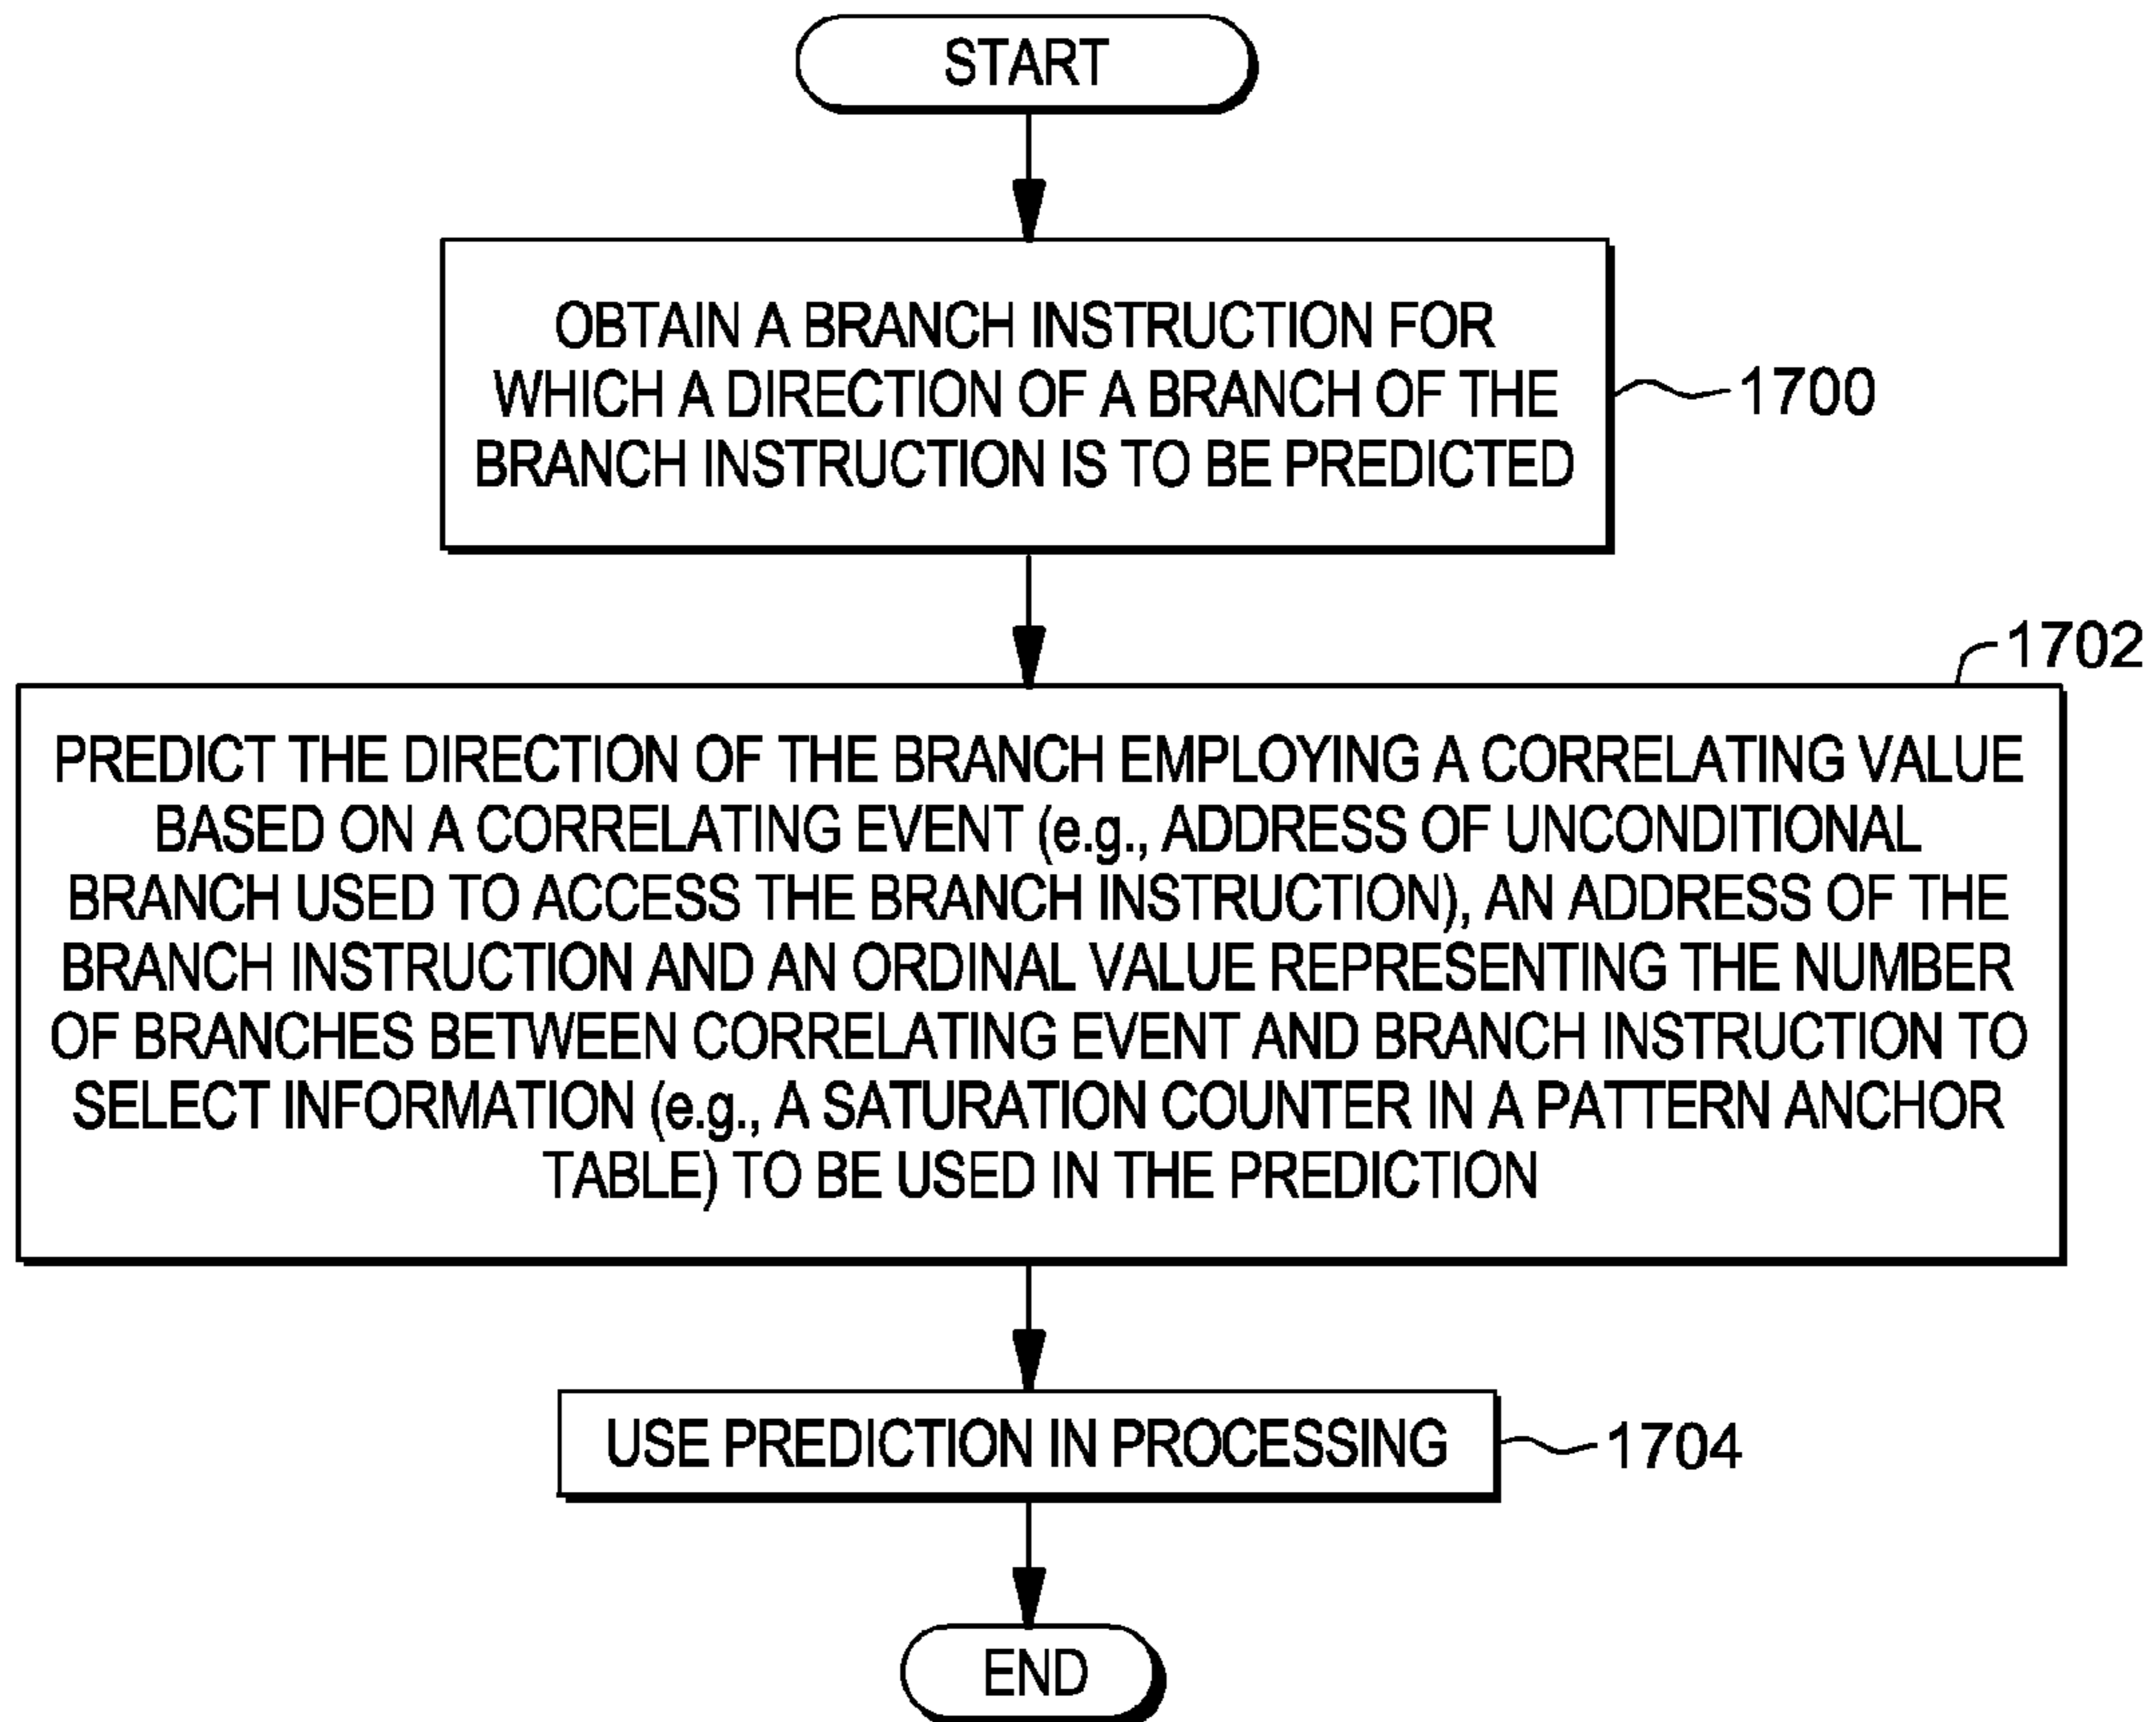 START
OBTAIN A BRANCH INSTRUCTION FOR
WHICH A DIRECTION OF A BRANCH OF THE
BRANCH INSTRUCTION IS TO BE PREDICTED
1700
1702
PREDICT THE DIRECTION OF THE BRANCH EMPLOYING A CORRELATING VALUE
BASED ON A CORRELATING EVENT (e.g., ADDRESS OF UNCONDITIONAL
BRANCH USED TO ACCESS THE BRANCH INSTRUCTION), AN ADDRESS OF THE
BRANCH INSTRUCTION AND AN ORDINAL VALUE REPRESENTING THE NUMBER
OF BRANCHES BETWEEN CORRELATING EVENT AND BRANCH INSTRUCTION TO
SELECT INFORMATION (e.g., A SATURATION COUNTER IN A PATTERN ANCHOR
TABLE) TO BE USED IN THE PREDICTION
USE PREDICTION IN PROCESSING
1704
END